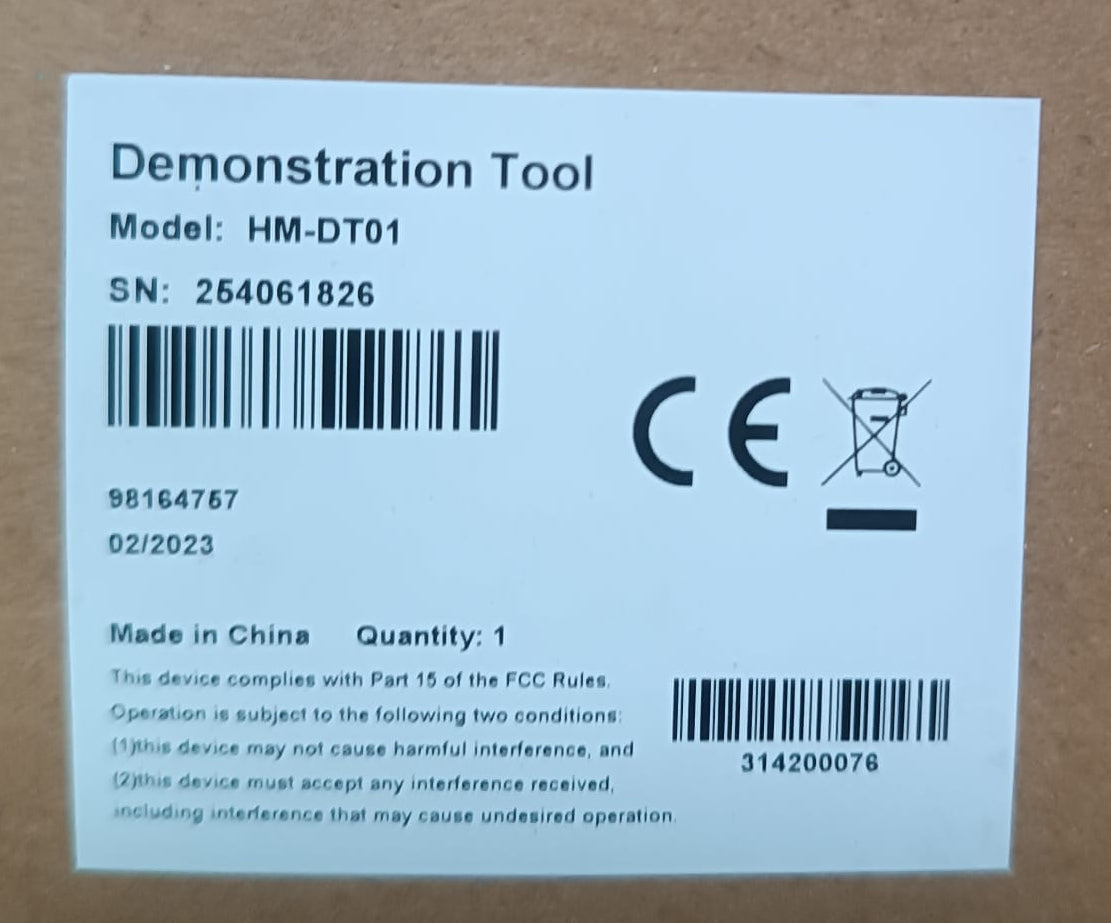 Demonstration Tool
Model: HM-DT01
SN: 254061826
CE
98164757
02/2023
Made in China Quantity: 1
This device complies with Part 15 of the FCC Rules.
Operation is subject to the following two conditions:
(1)this device may not cause harmful interference, and
(2)this device must accept any interference received,
including interference that may cause undesired operation.
314200076